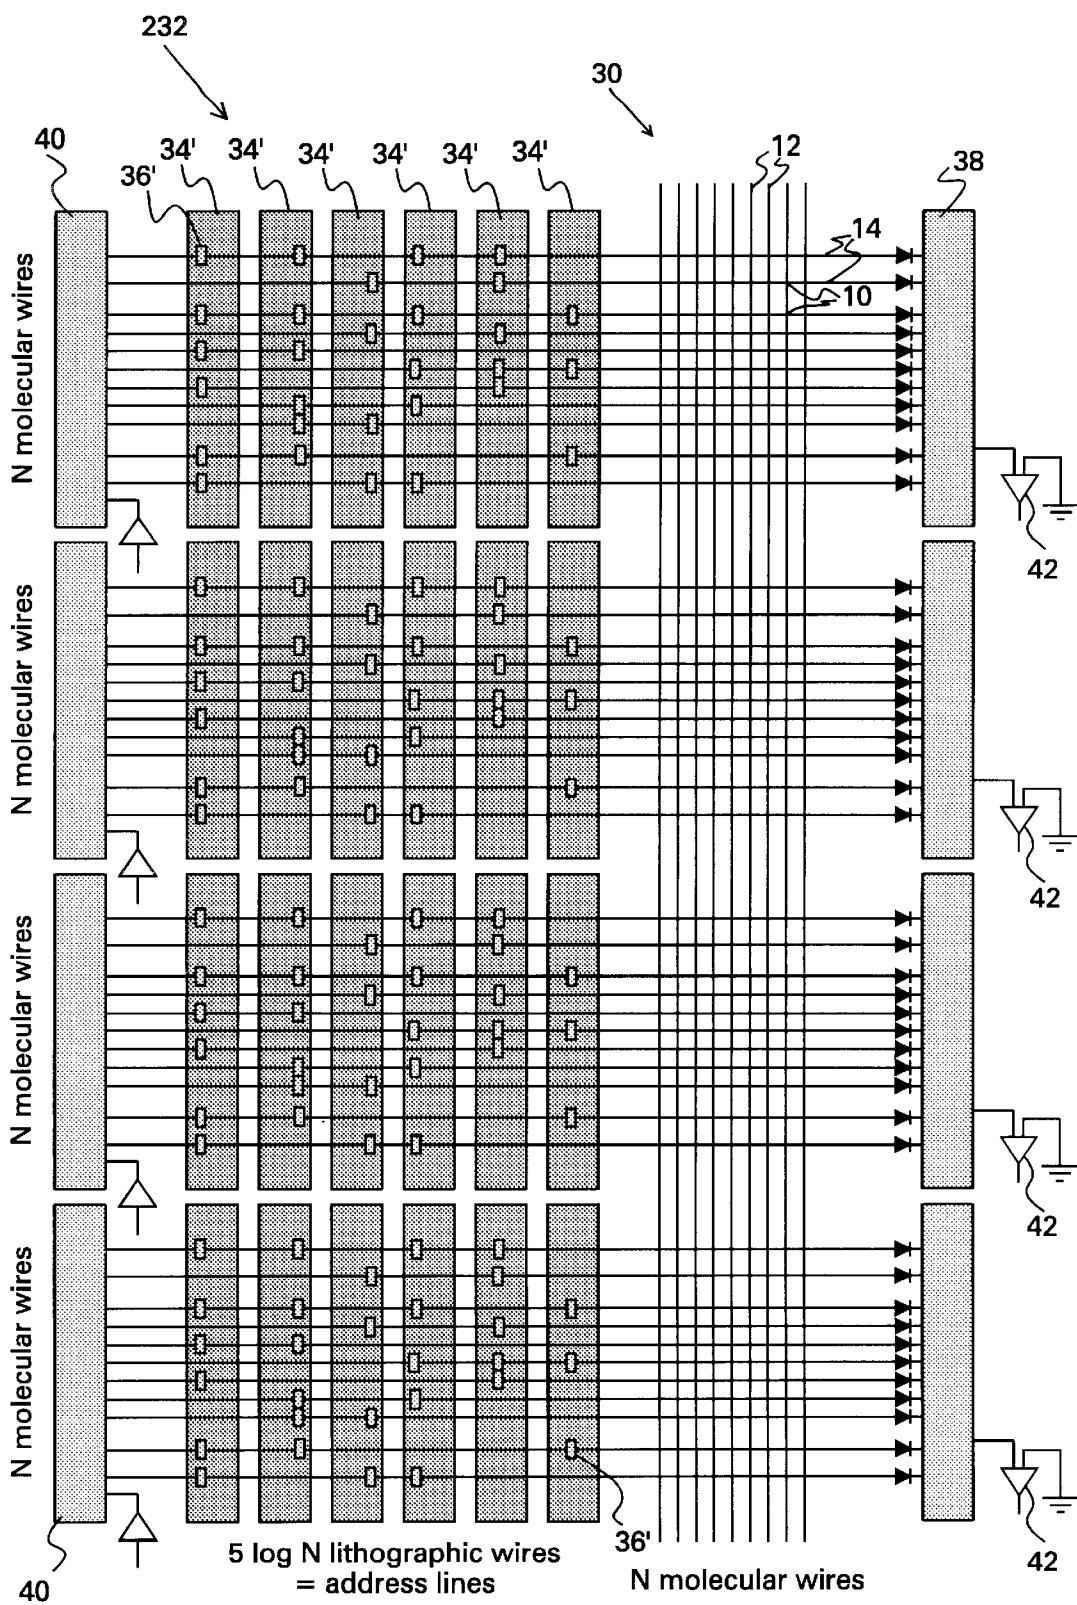 232
30
40
34'
34'
34'
34'
34'
34'
12
38
36'
14
10
N molecular wires
42
N molecular wires
42
N molecular wires
42
N molecular wires
36'
42
40
5 log N lithographic wires
= address lines
N molecular wires